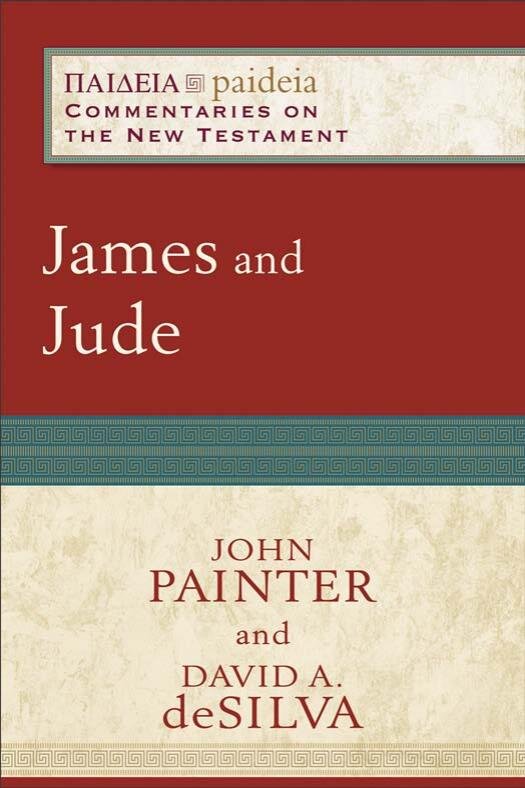 ΠΑΙΔΕΙΑ paideia
COMMENTARIES ON
THE NEW TESTAMENT
James and
Jude
JOHN
PAINTER
and
DAVID A.
deSILVA